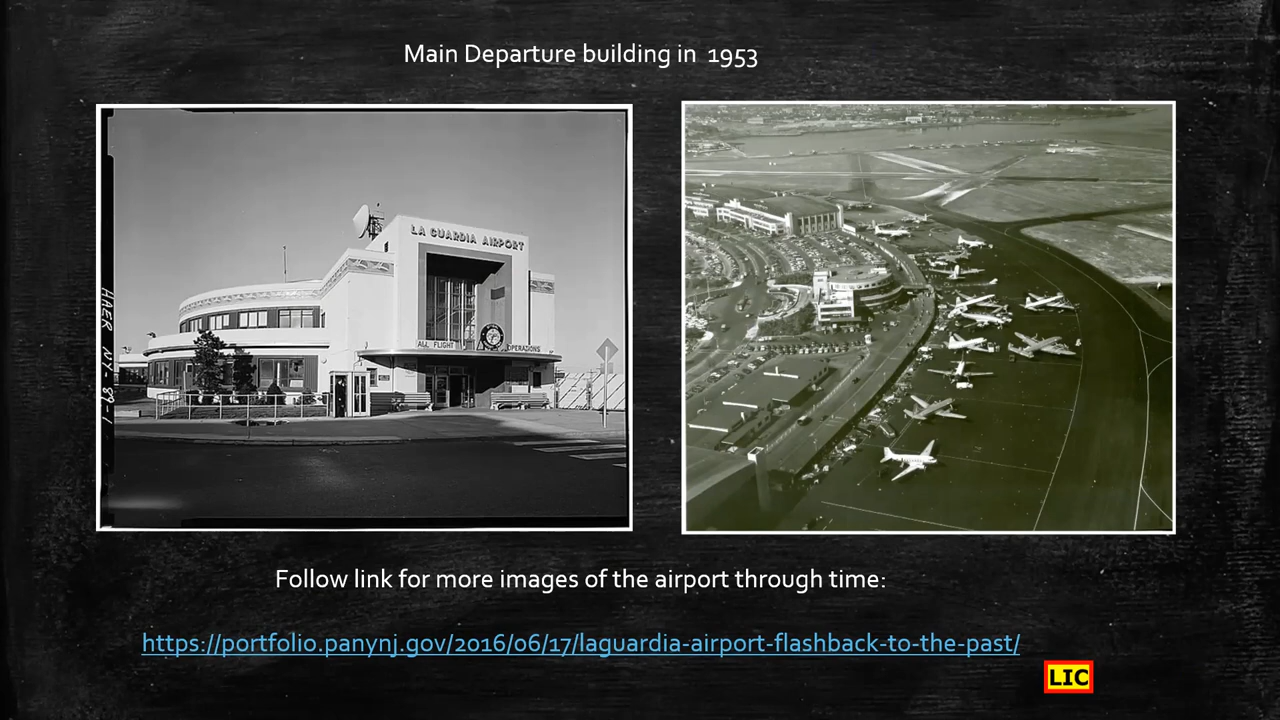 Main Departure building in 1953
LA GUARDIA AIRPORT
ALL FLIGHT OPERATIONS
HAER NY-89-1
Follow link for more images of the airport through time:
https://portfolio.panynj.gov/2016/06/17/laguardia-airport-flashback-to-the-past/
LIC